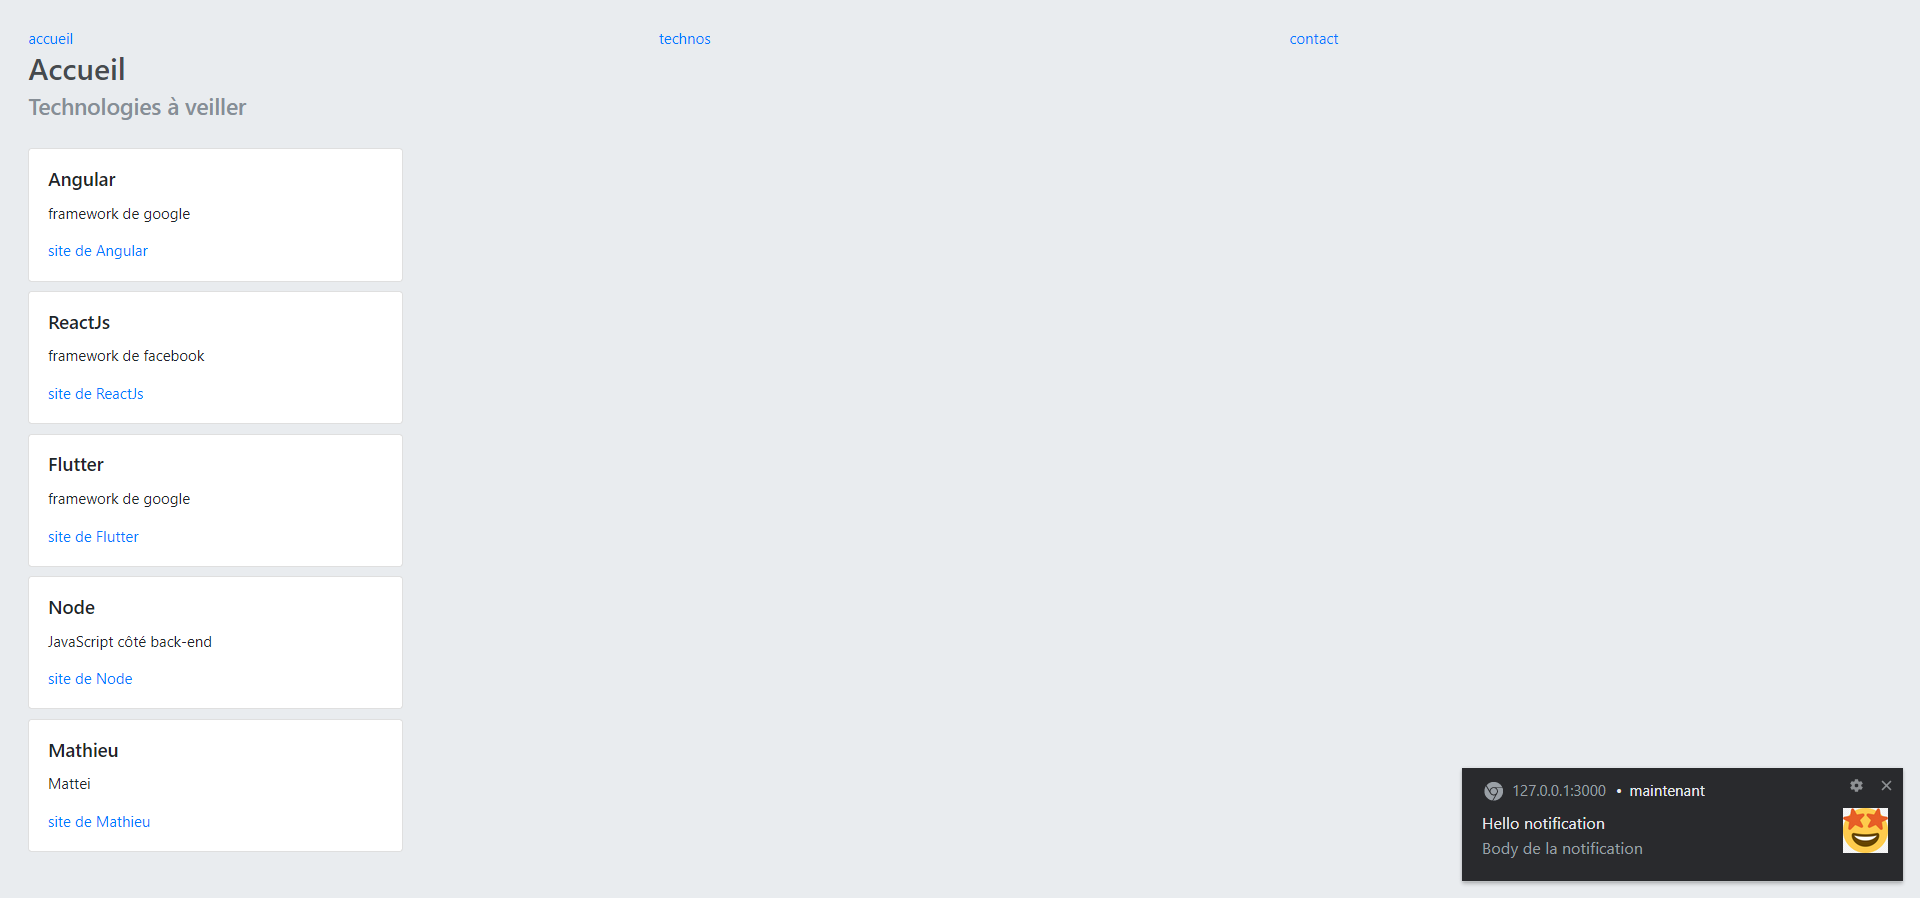 accueil technos contact
Accueil
Technologies à veiller
Angular
framework de google
site de Angular
ReactJs
framework de facebook
site de ReactJs
Flutter
framework de google
site de Flutter
Node
JavaScript côté back-end
site de Node
Mathieu
Mattei
site de Mathieu
127.0.0.1:3000 • maintenant
Hello notification
Body de la notification